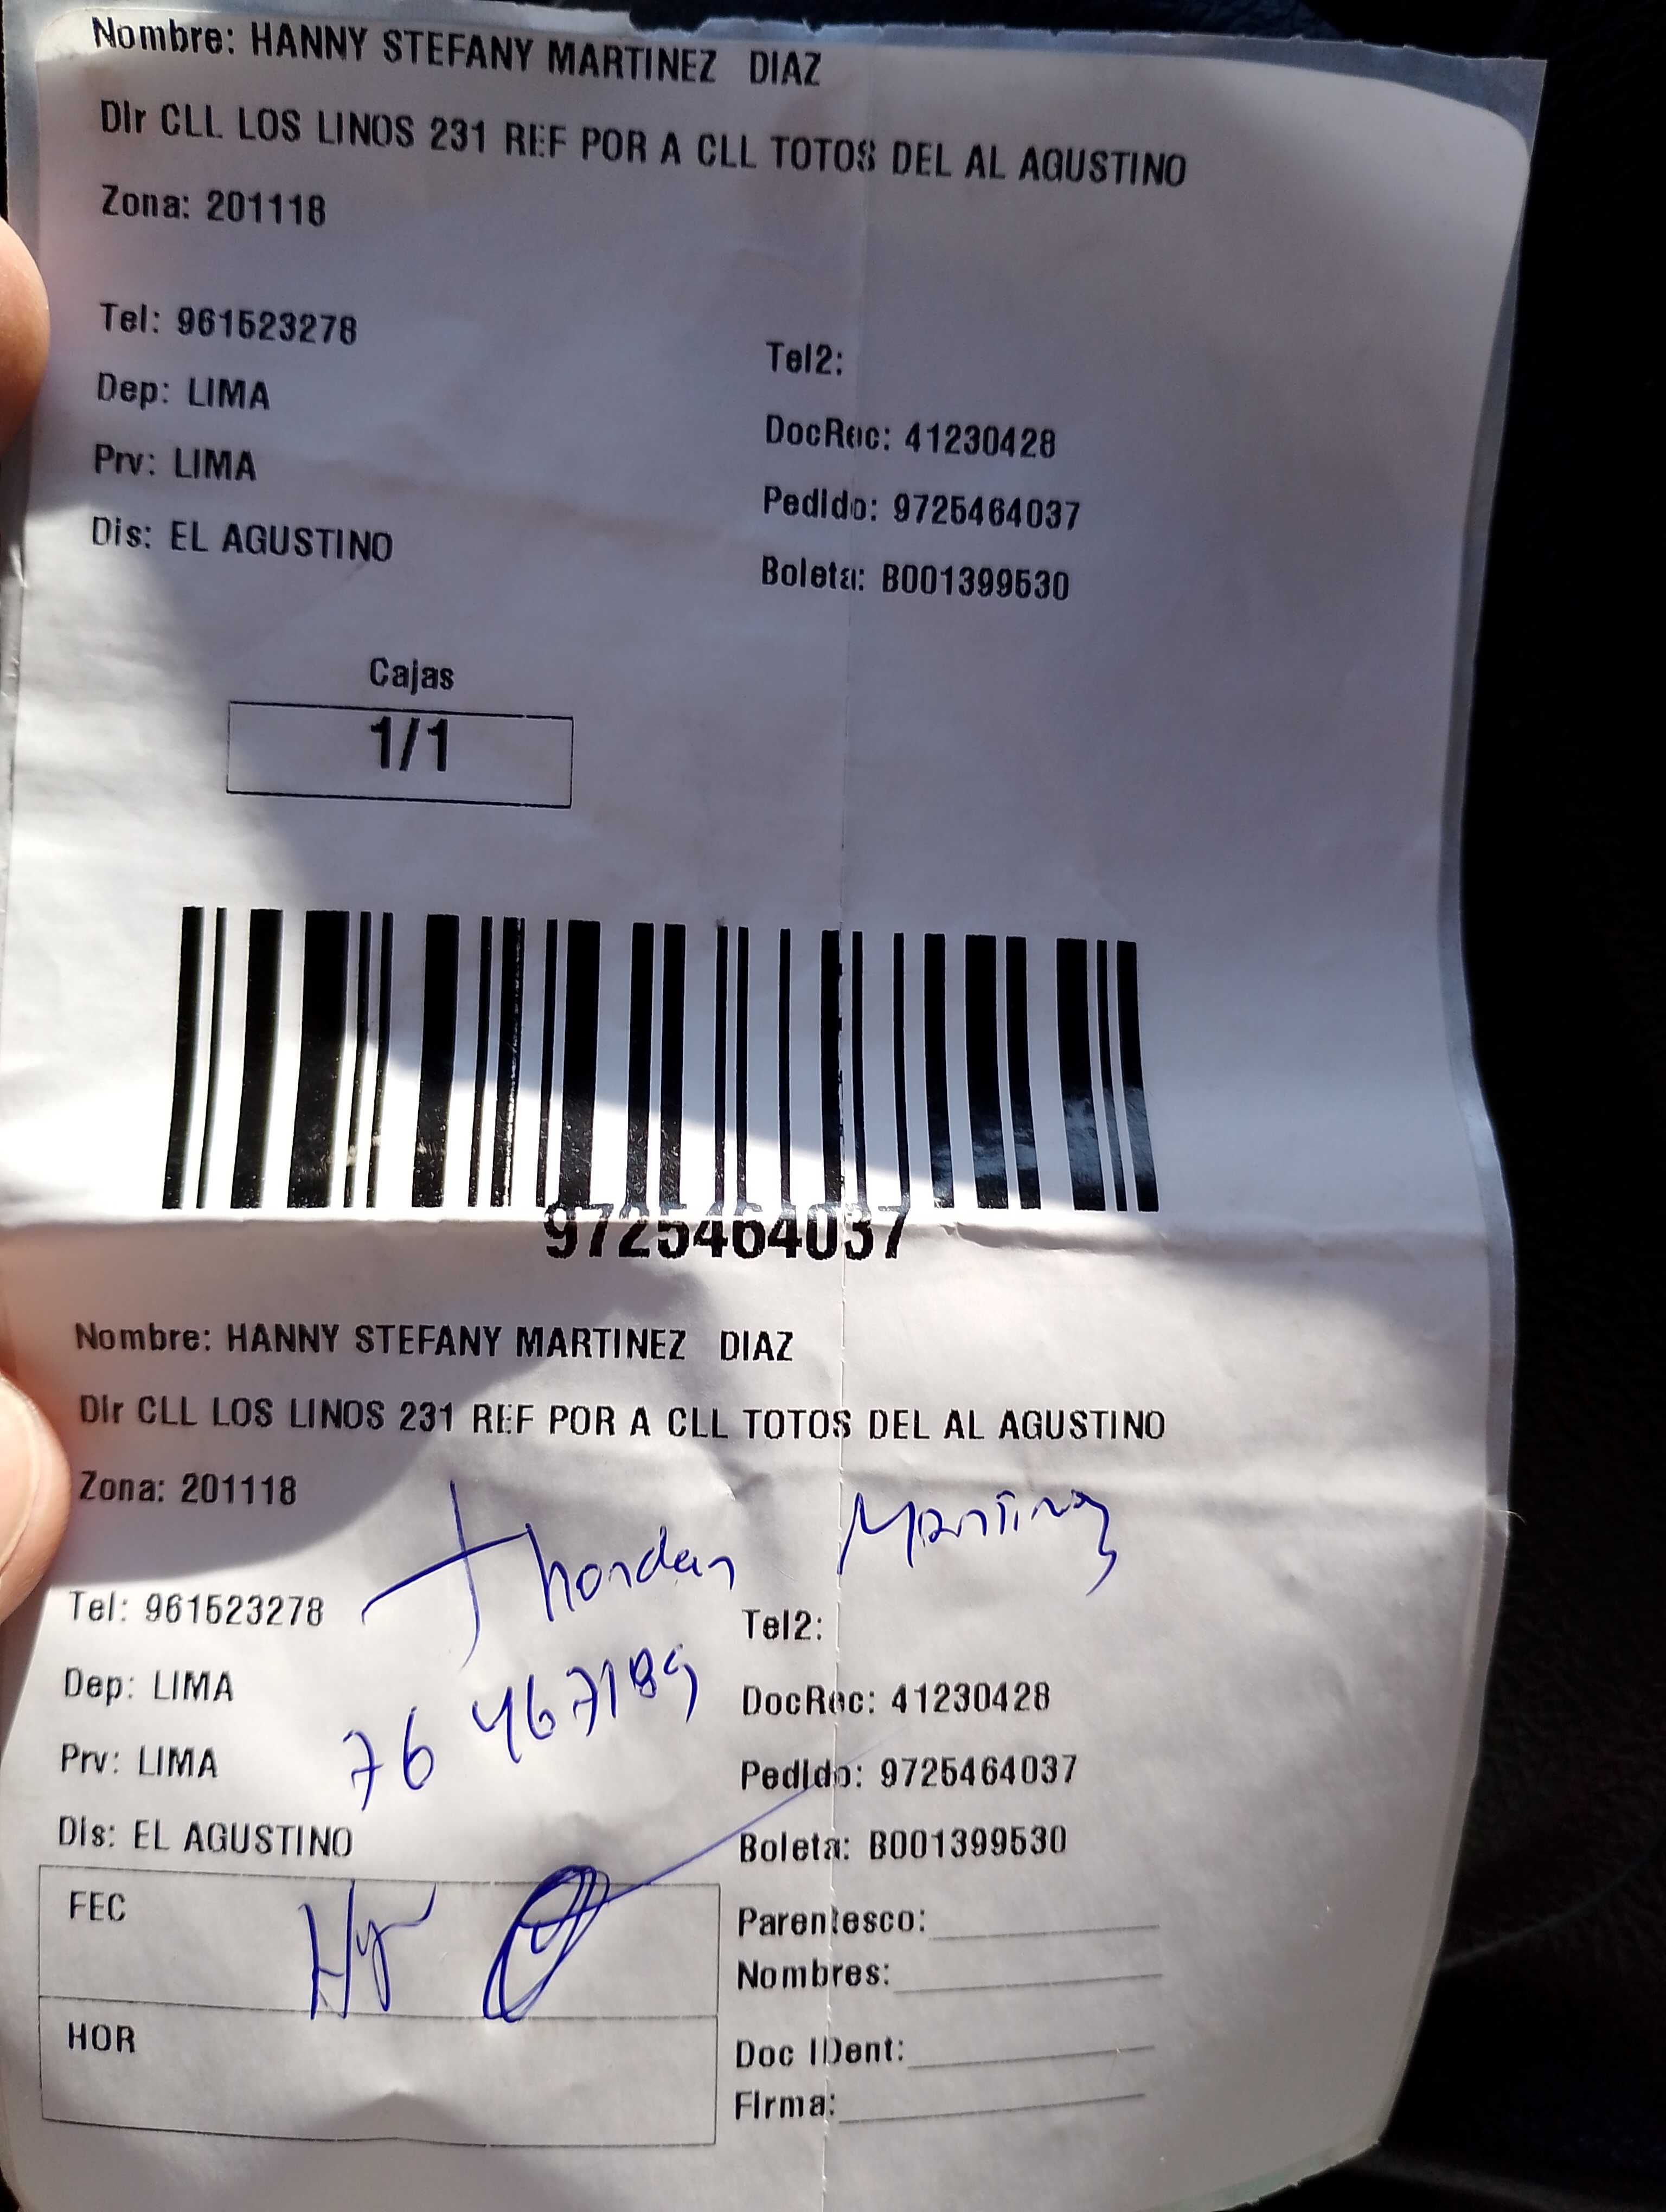 Nombre: HANNY STEFANY MARTINEZ DIAZ
Dir CLL LOS LINOS 231 REF POR A CLL TOTOS DEL AL AGUSTINO
Zona: 201118
Tel: 961523278
Tel2:
Dep: LIMA
DocRec: 41230428
Prv: LIMA
Pedido: 9725464037
Dis: EL AGUSTINO
Boleta: B001399530
Cajas
1/1
9725464037
Nombre: HANNY STEFANY MARTINEZ DIAZ
Dir CLL LOS LINOS 231 REF POR A CLL TOTOS DEL AL AGUSTINO
Zona: 201118
Thordan Martinez
Tel: 961523278
Tel2:
Dep: LIMA
76467189
DocRec: 41230428
Prv: LIMA
Pedido: 9725464037
Dis: EL AGUSTINO
Boleta: B001399530
FEC
Parentesco:
Nombres:
HOR
Doc IDent:
Firma: